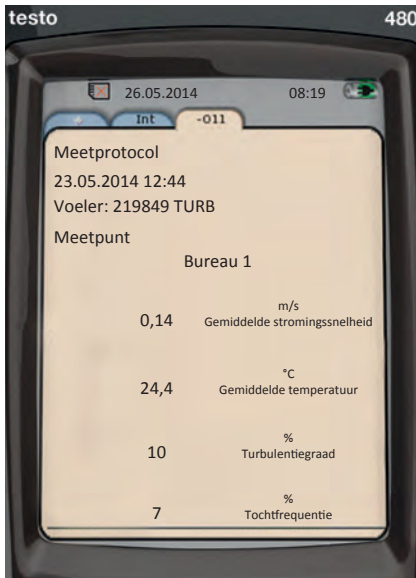 testo 480
26.05.2014 08:19
Int -011
Meetprotocol
23.05.2014 12:44
Voeler: 219849 TURB
Meetpunt
Bureau 1
m/s
0,14 Gemiddelde stromingssnelheid
°C
24,4 Gemiddelde temperatuur
%
10 Turbulentiegraad
%
7 Tochtfrequentie